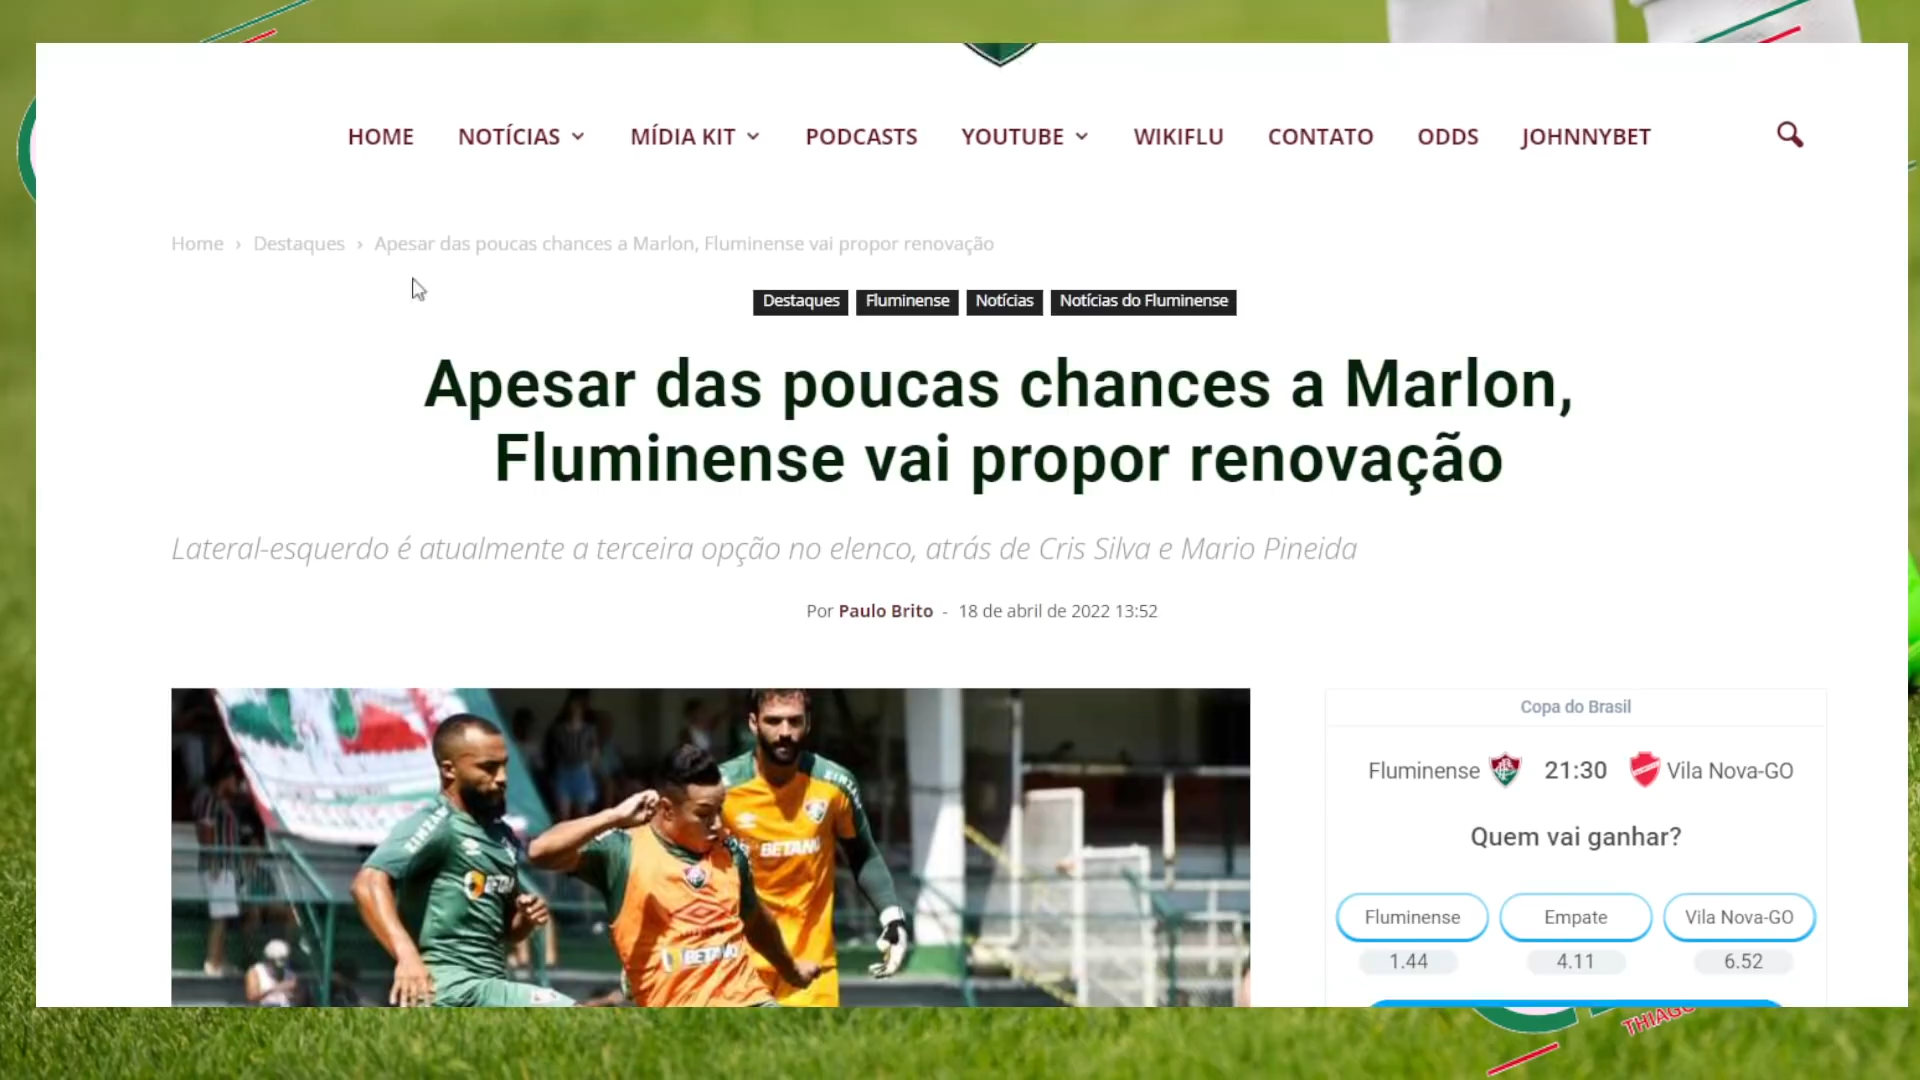 HOME NOTÍCIAS MÍDIA KIT PODCASTS YOUTUBE WIKIFLU CONTATO ODDS JOHNNYBET
Home › Destaques › Apesar das poucas chances a Marlon, Fluminense vai propor renovação
Destaques Fluminense Notícias Notícias do Fluminense
Apesar das poucas chances a Marlon,
Fluminense vai propor renovação
Lateral-esquerdo é atualmente a terceira opção no elenco, atrás de Cris Silva e Mario Pineida
Por Paulo Brito - 18 de abril de 2022 13:52
BETANO
Copa do Brasil
Fluminense 21:30 Vila Nova-GO
Quem vai ganhar?
Fluminense Empate Vila Nova-GO
1.44 4.11 6.52
THIAGO